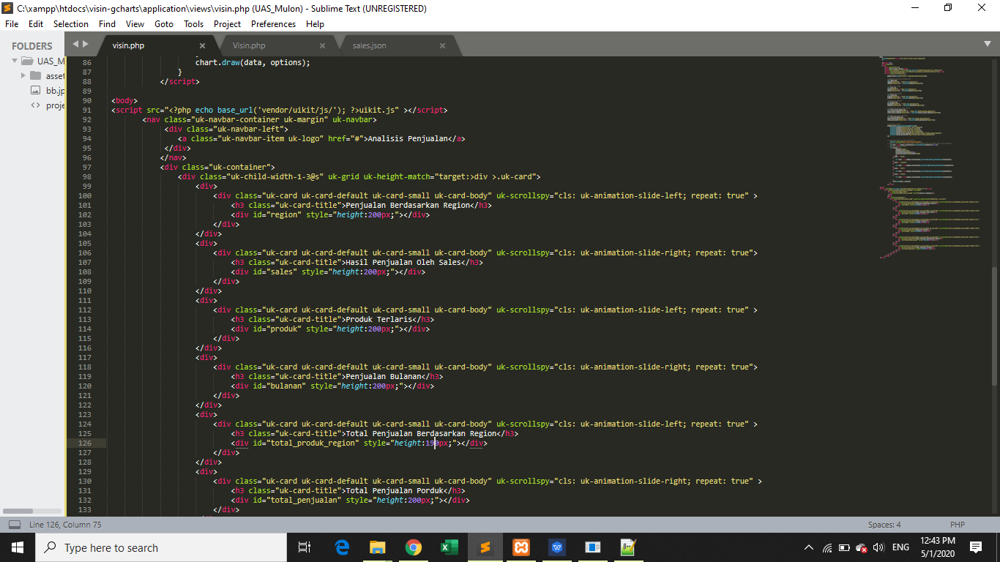 C:\xampp\htdocs\visin-gcharts\application\views\visin.php (UAS_Mulon) - Sublime Text (UNREGISTERED)
File Edit Selection Find View Goto Tools Project Preferences Help
FOLDERS
UAS_M
asset
bb.jp
proje
visin.php Visin.php sales.json
86 chart.draw(data, options);
87 }
88 </script>
89
90 <body>
91 <script src="<?php echo base_url('vendor/uikit/js/'); ?>uikit.js" ></script>
92 <nav class="uk-navbar-container uk-margin" uk-navbar>
93 <div class="uk-navbar-left">
94 <a class="uk-navbar-item uk-logo" href="#">Analisis Penjualan</a>
95 </div>
96 </nav>
97 <div class="uk-container">
98 <div class="uk-child-width-1-3@s" uk-grid uk-height-match="target:>div >.uk-card">
99 <div>
100 <div class="uk-card uk-card-default uk-card-small uk-card-body" uk-scrollspy="cls: uk-animation-slide-left; repeat: true" >
101 <h3 class="uk-card-title">Penjualan Berdasarkan Region</h3>
102 <div id="region" style="height:200px;"></div>
103 </div>
104 </div>
105 <div>
106 <div class="uk-card uk-card-default uk-card-small uk-card-body" uk-scrollspy="cls: uk-animation-slide-right; repeat: true">
107 <h3 class="uk-card-title">Hasil Penjualan Oleh Sales</h3>
108 <div id="sales" style="height:200px;"></div>
109 </div>
110 </div>
111 <div>
112 <div class="uk-card uk-card-default uk-card-small uk-card-body" uk-scrollspy="cls: uk-animation-slide-left; repeat: true" >
113 <h3 class="uk-card-title">Produk Terlaris</h3>
114 <div id="produk" style="height:200px;"></div>
115 </div>
116 </div>
117 <div>
118 <div class="uk-card uk-card-default uk-card-small uk-card-body" uk-scrollspy="cls: uk-animation-slide-right; repeat: true">
119 <h3 class="uk-card-title">Penjualan Bulanan</h3>
120 <div id="bulanan" style="height:200px;"></div>
121 </div>
122 </div>
123 <div>
124 <div class="uk-card uk-card-default uk-card-small uk-card-body" uk-scrollspy="cls: uk-animation-slide-left; repeat: true" >
125 <h3 class="uk-card-title">Total Penjualan Berdasarkan Region</h3>
126 <div id="total_produk_region" style="height:190px;"></div>
127 </div>
128 </div>
129 <div>
130 <div class="uk-card uk-card-default uk-card-small uk-card-body" uk-scrollspy="cls: uk-animation-slide-right; repeat: true" >
131 <h3 class="uk-card-title">Total Penjualan Porduk</h3>
132 <div id="total_penjualan" style="height:200px;"></div>
133 </div>
Line 126, Column 75 Spaces: 4 PHP
Type here to search
ENG
12:43 PM
5/1/2020